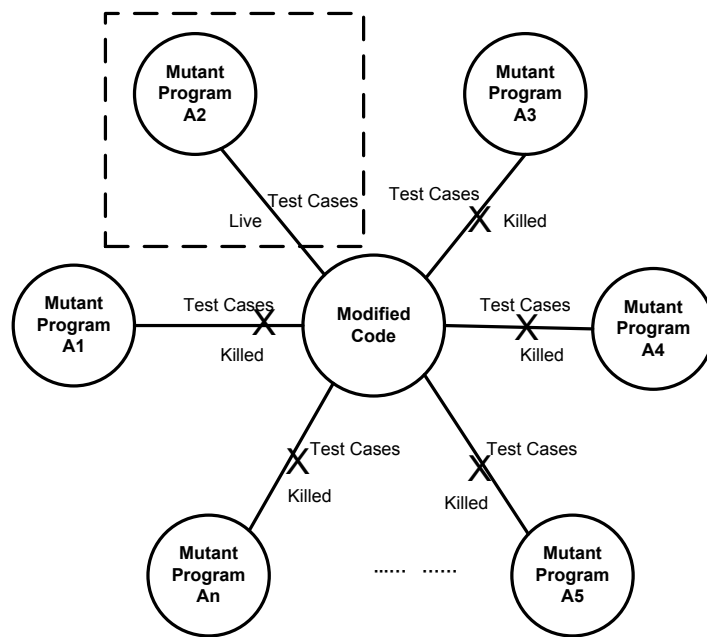 Mutant
Program
A2
Mutant
Program
A3
Test Cases
Live
Test Cases
X
Killed
Mutant
Program
A1
Test Cases
X
Killed
Modified
Code
Test Cases
X
Killed
Mutant
Program
A4
Test Cases
X
Killed
Test Cases
X
Killed
Mutant
Program
An
...... ......
Mutant
Program
A5